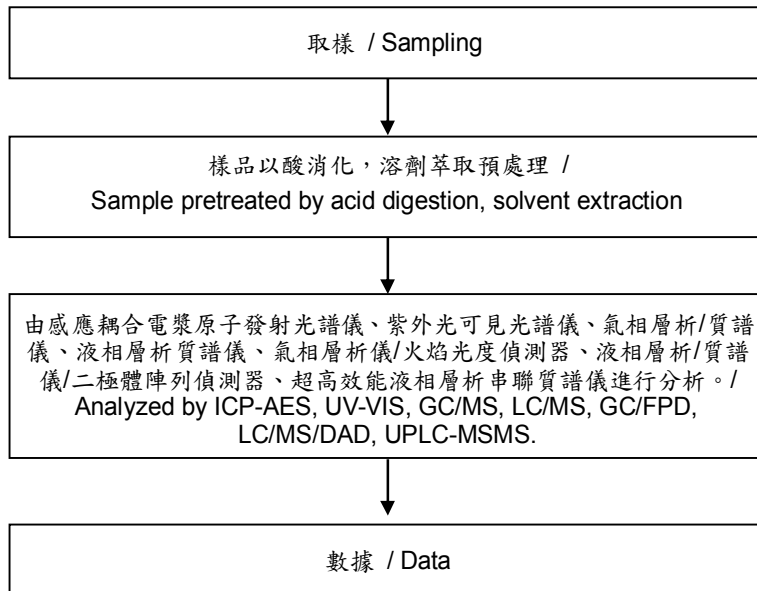 取樣 / Sampling
樣品以酸消化，溶劑萃取預處理 /
Sample pretreated by acid digestion, solvent extraction
由感應耦合電漿原子發射光譜儀、紫外光可見光譜儀、氣相層析/質譜
儀、液相層析質譜儀、氣相層析儀/火焰光度偵測器、液相層析/質譜
儀/二極體陣列偵測器、超高效能液相層析串聯質譜儀進行分析。/
Analyzed by ICP-AES, UV-VIS, GC/MS, LC/MS, GC/FPD,
LC/MS/DAD, UPLC-MSMS.
數據 / Data